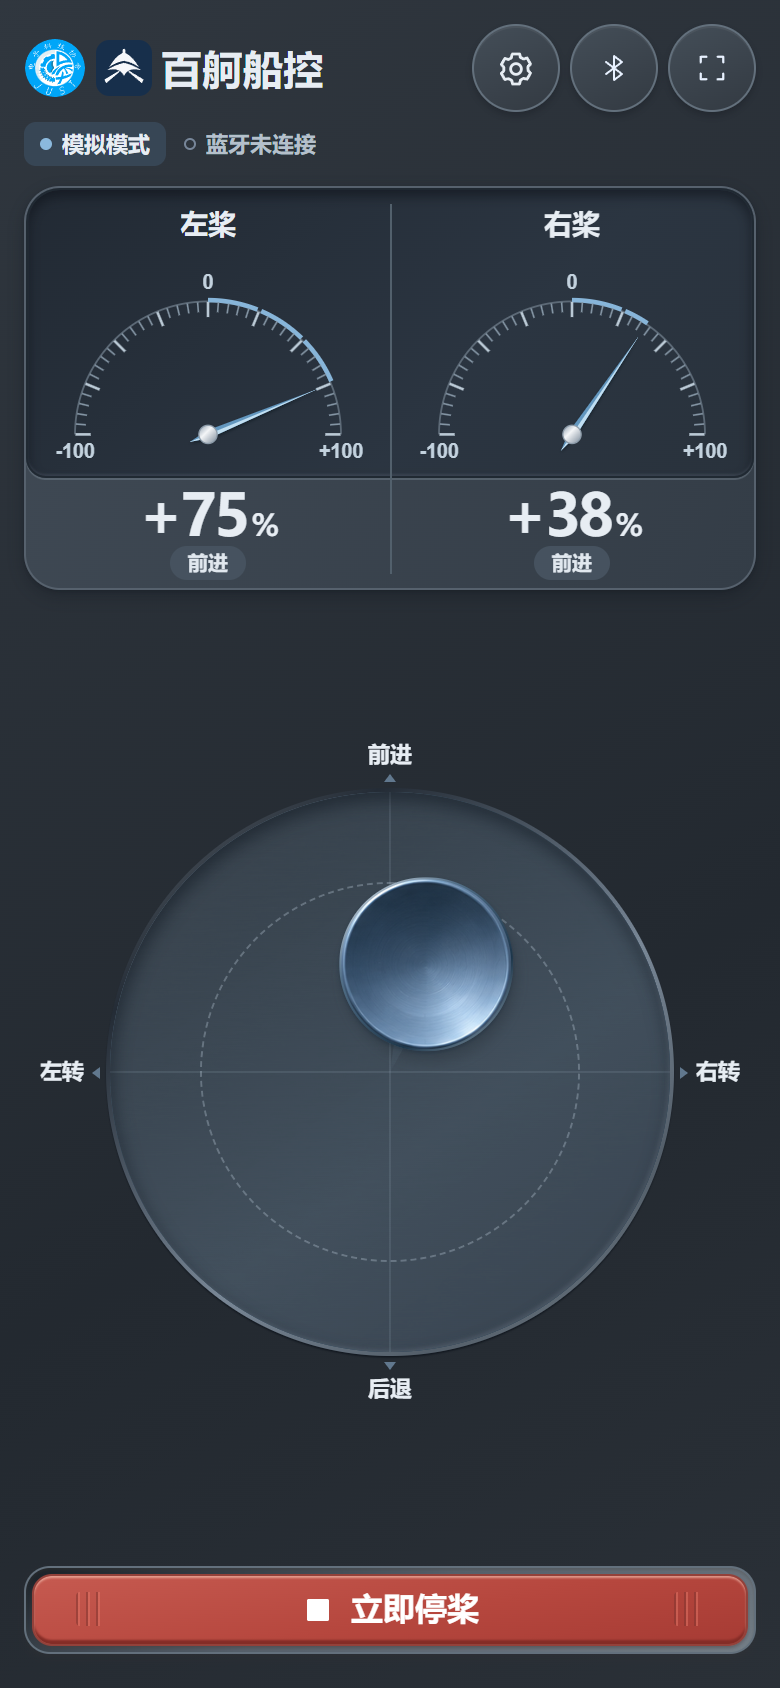 百舸船控
模拟模式
蓝牙未连接
左桨
右桨
0
0
-100
+100
-100
+100
+75%
+38%
前进
前进
前进
左转
右转
后退
立即停桨